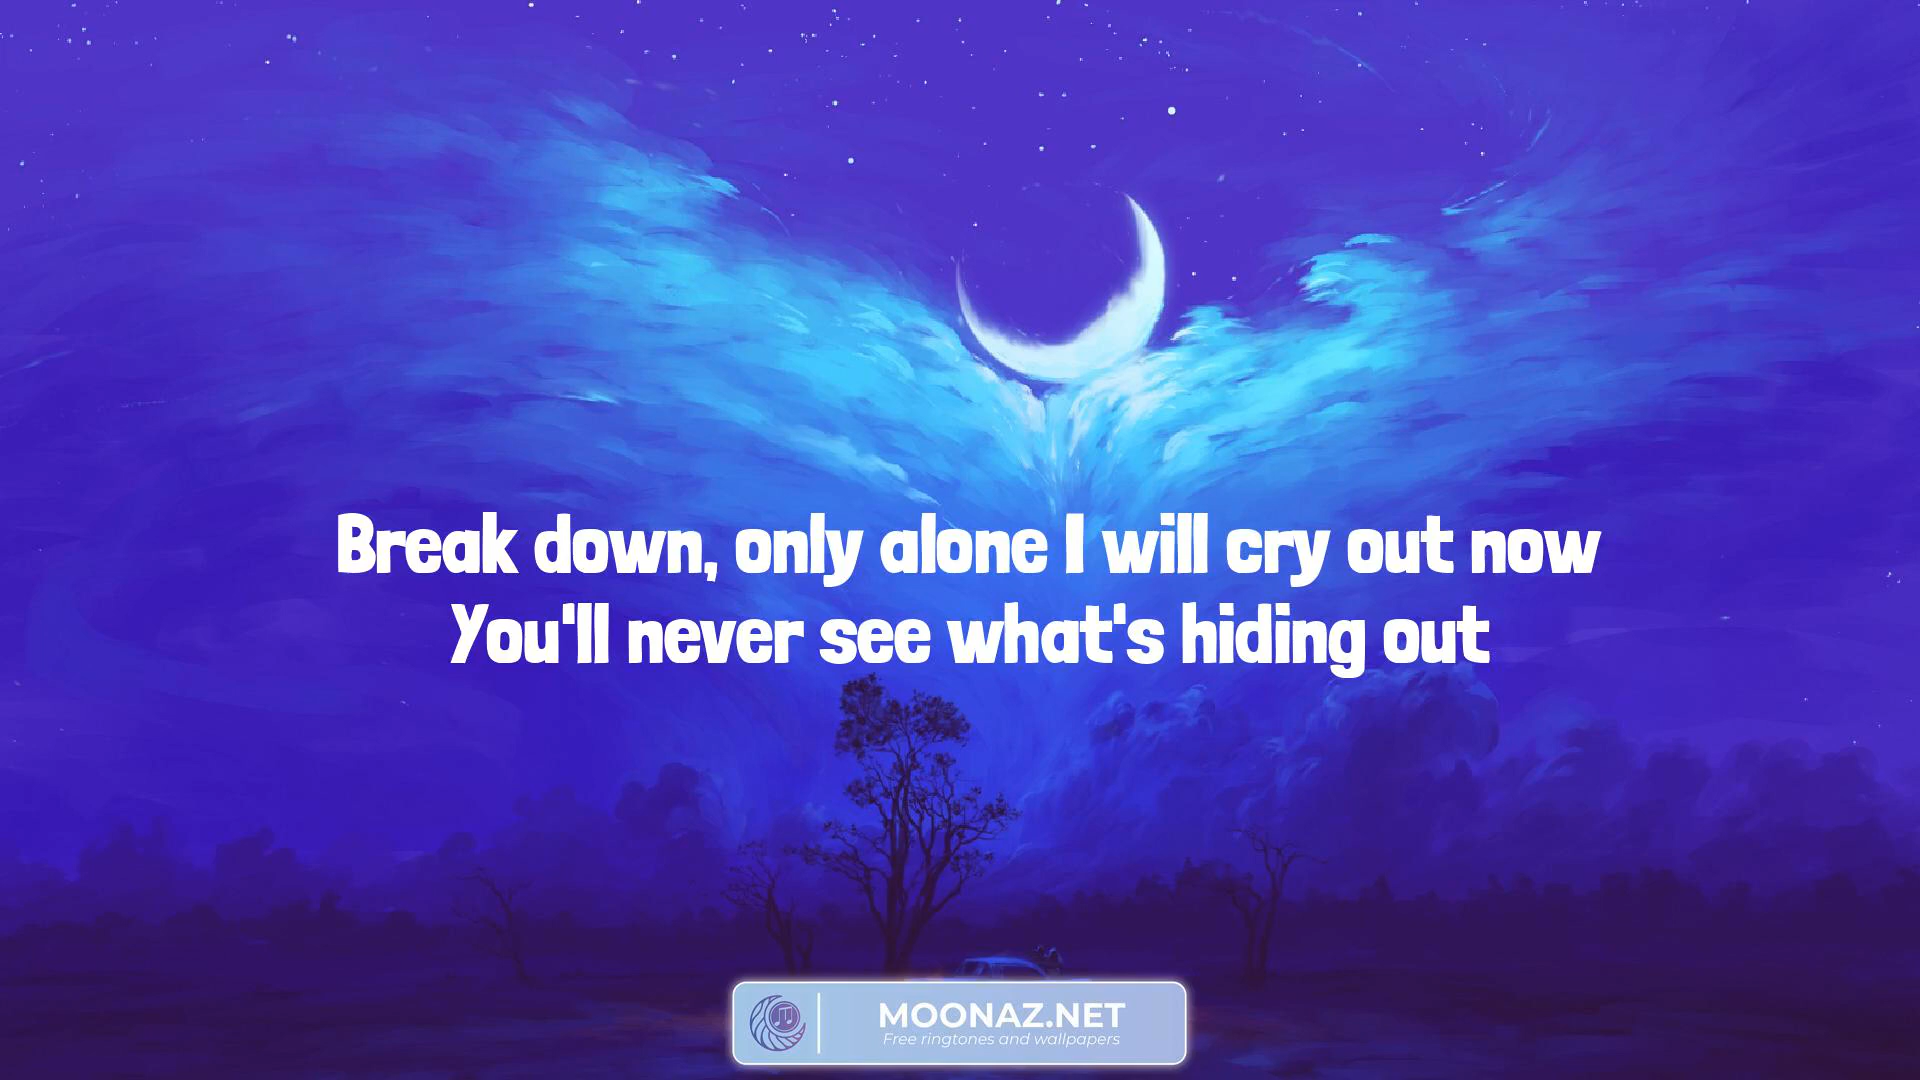 Break down, only alone I will cry out now
You'll never see what's hiding out
MOONAZ.NET
Free ringtones and wallpapers